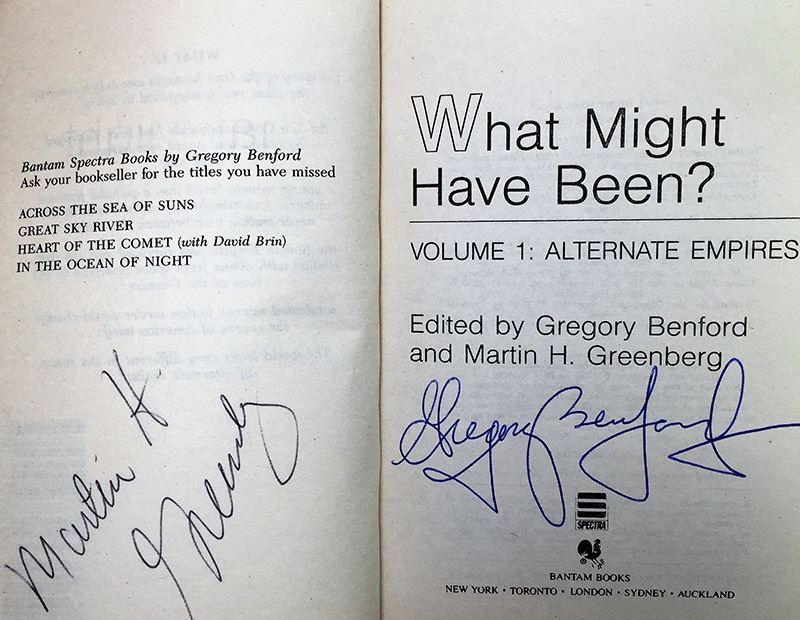 Bantam Spectra Books by Gregory Benford
Ask your bookseller for the titles you have missed
ACROSS THE SEA OF SUNS
GREAT SKY RIVER
HEART OF THE COMET (with David Brin)
IN THE OCEAN OF NIGHT
Martin H
Greenberg
What Might
Have Been?
VOLUME 1: ALTERNATE EMPIRES
Edited by Gregory Benford
and Martin H. Greenberg
Gregory Benford
SPECTRA
BANTAM BOOKS
NEW YORK • TORONTO • LONDON • SYDNEY • AUCKLAND